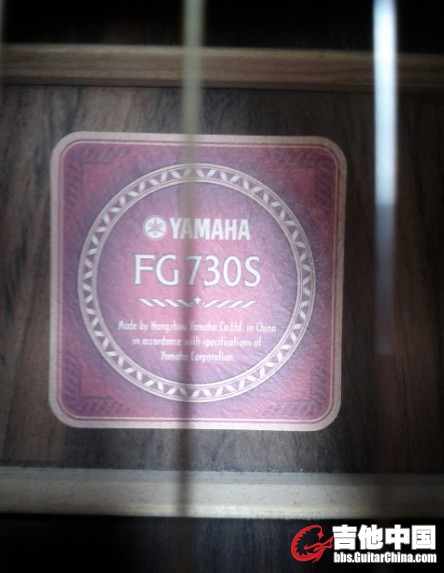 YAMAHA
FG730S
Made by Hangzhou Yamaha Co.Ltd. in China
in accordance with specifications of
Yamaha Corporation
吉他中国
bbs.GuitarChina.com